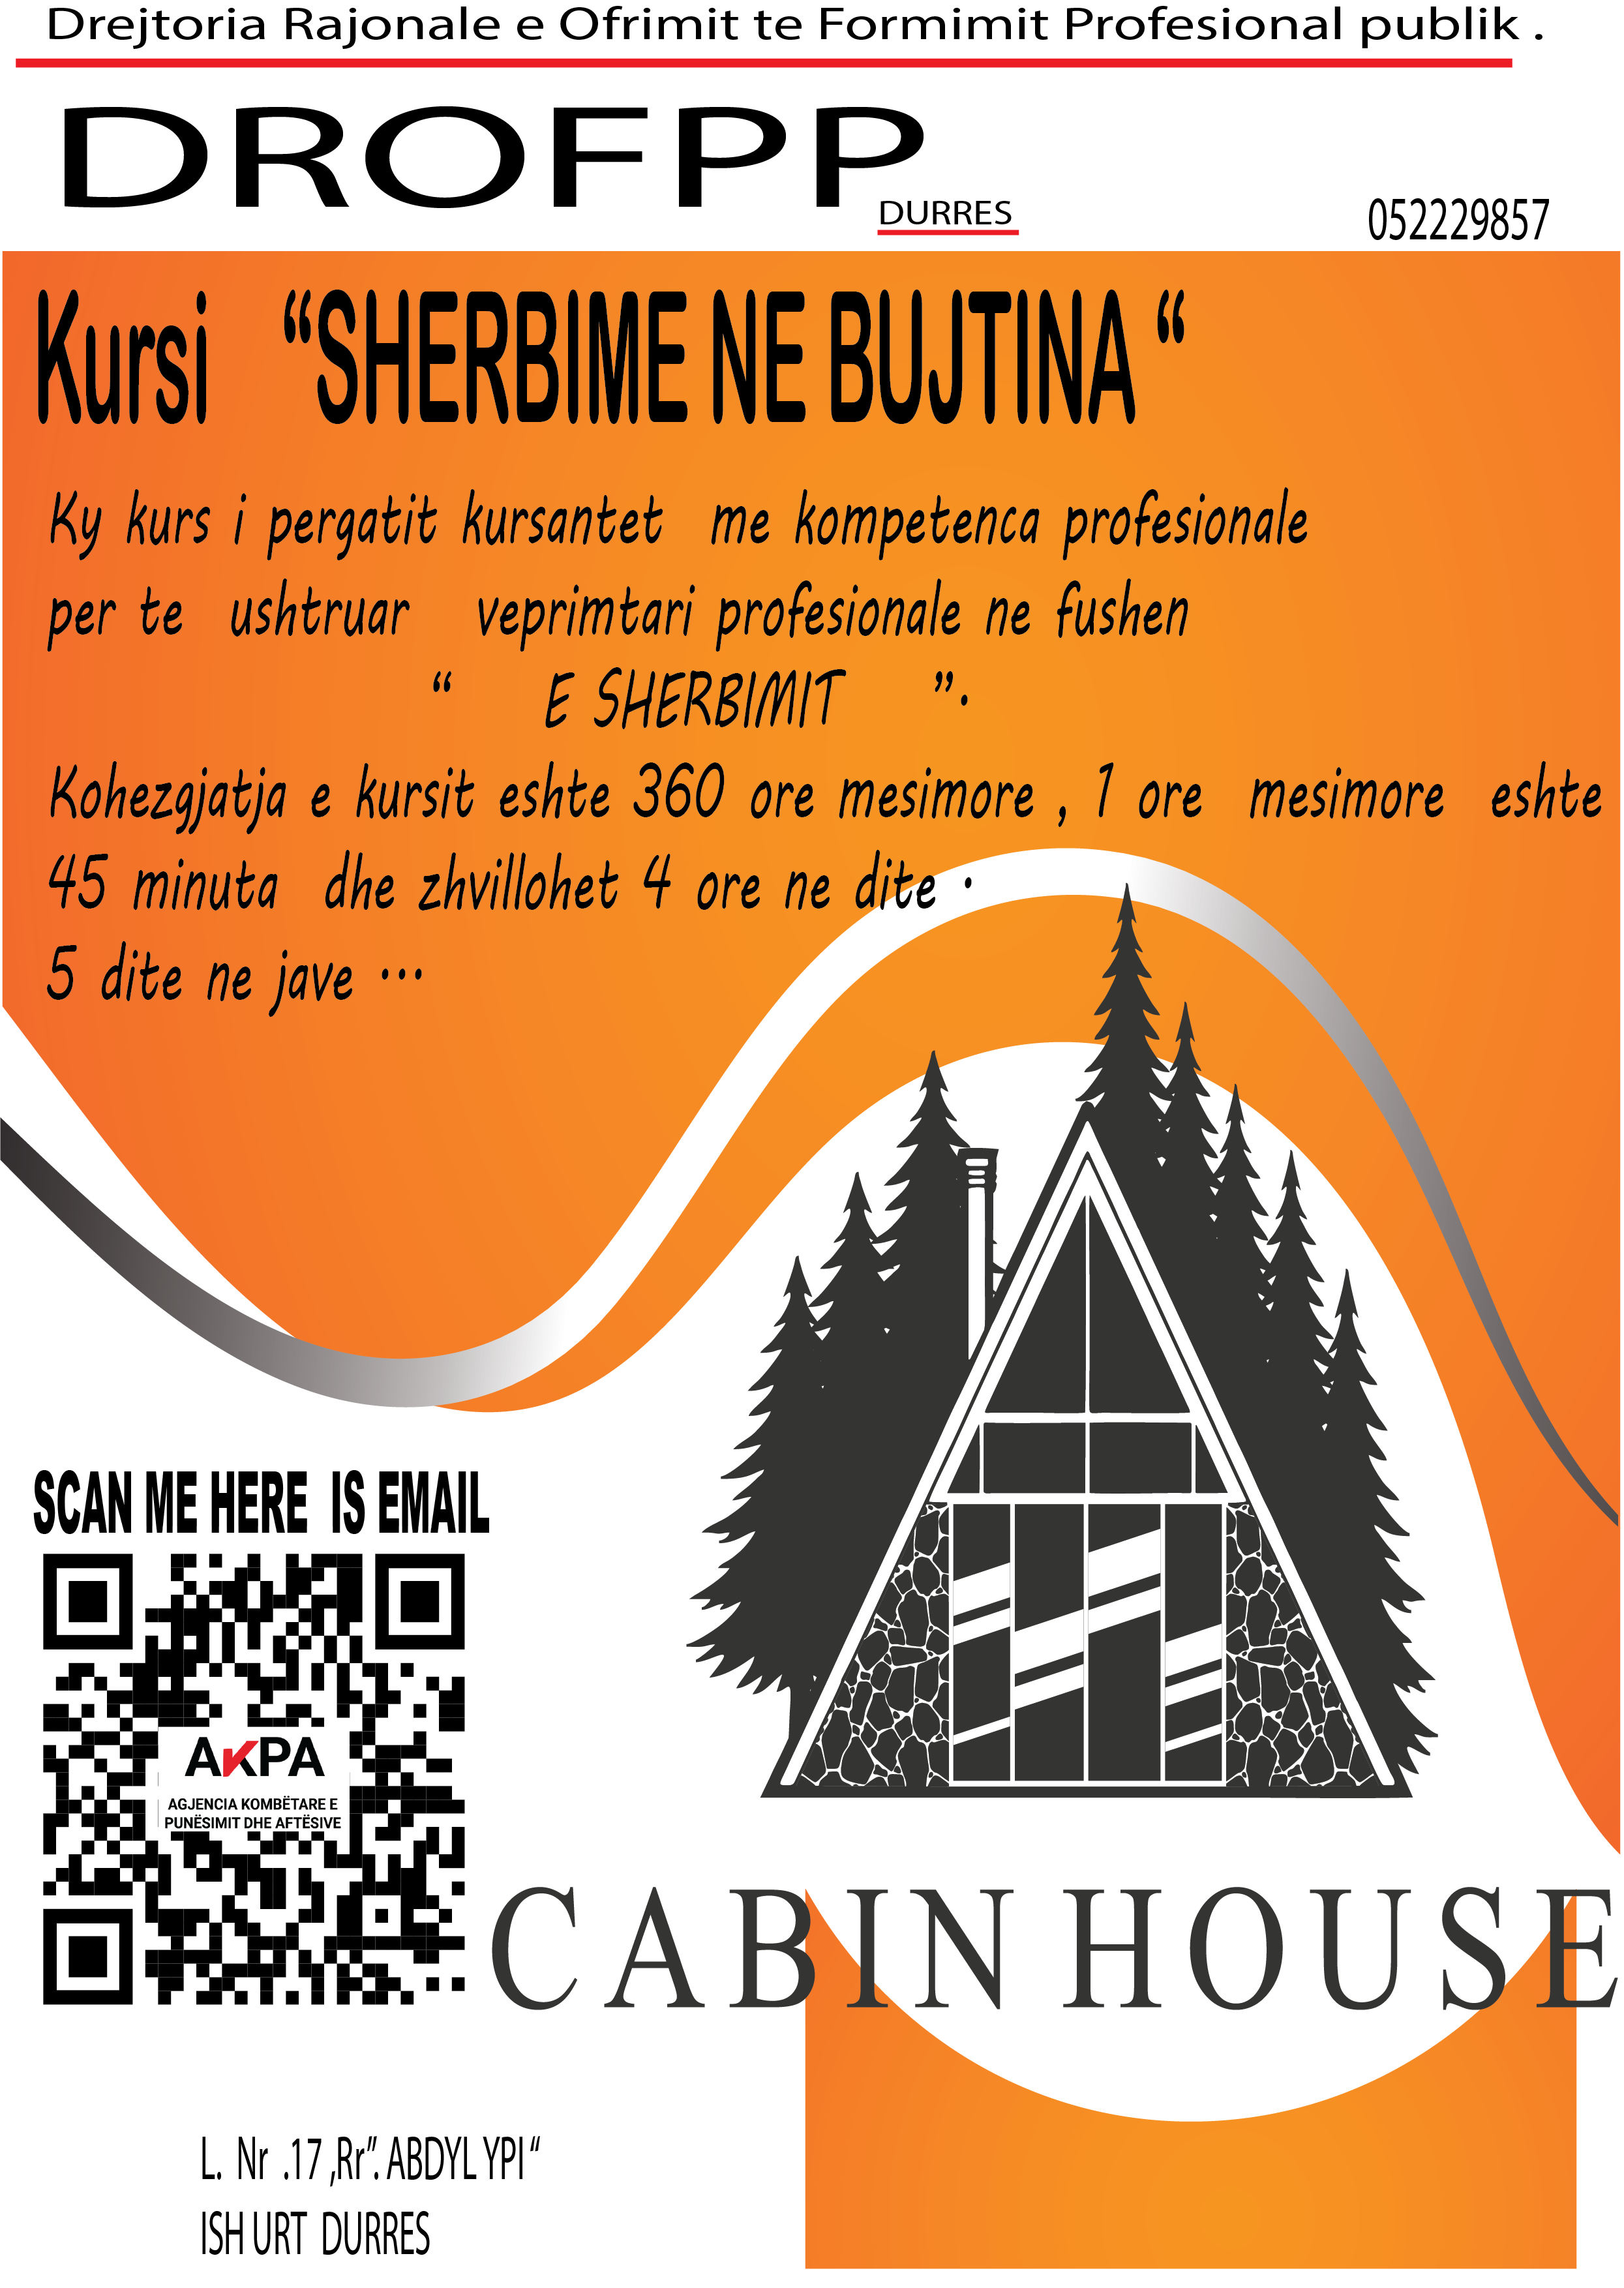 Drejtoria Rajonale e Ofrimit te Formimit Profesional publik .
DROFPP
DURRES
052229857
Kursi “SHERBIME NE BUJTINA “
Ky kurs i pergatit kursantet me kompetenca profesionale
per te ushtruar veprimtari profesionale ne fushen
“ E SHERBIMIT ”.
Kohezgjatja e kursit eshte 360 ore mesimore , 1 ore mesimore eshte
45 minuta dhe zhvillohet 4 ore ne dite .
5 dite ne jave ...
SCAN ME HERE IS EMAIL
AKPA
AGJENCIA KOMBËTARE E
PUNËSIMIT DHE AFTËSIVE
CABIN HOUSE
L. Nr .17 ,Rr”. ABDYL YPI “
ISH URT DURRES